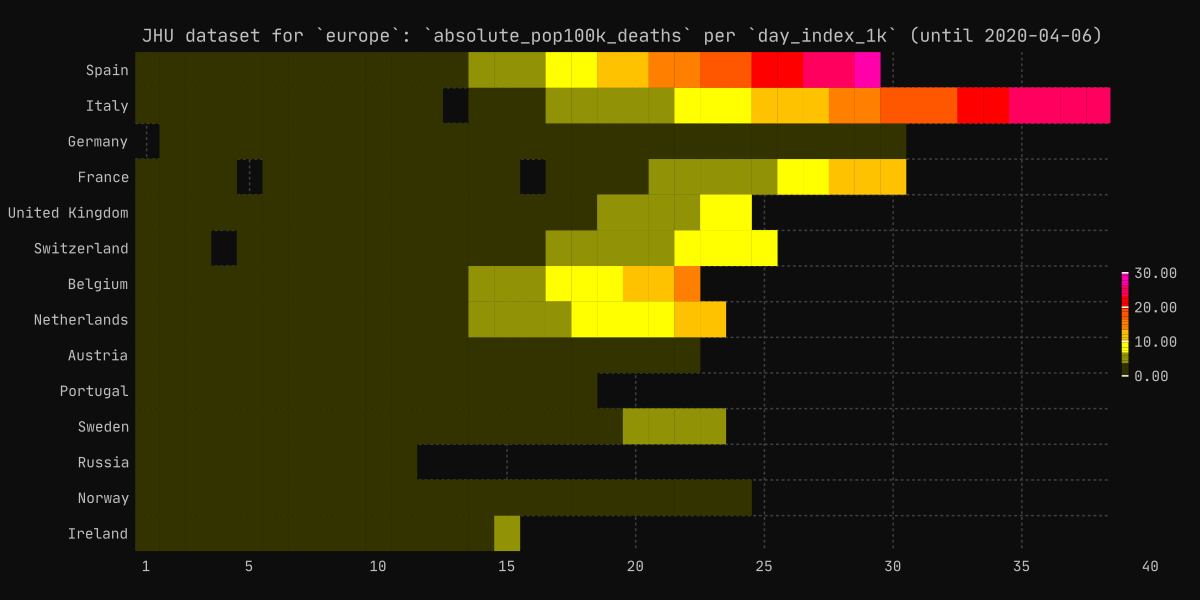 JHU dataset for `europe`: `absolute_pop100k_deaths` per `day_index_1k` (until 2020-04-06)
Spain
Italy
Germany
France
United Kingdom
Switzerland
Belgium
Netherlands
Austria
Portugal
Sweden
Russia
Norway
Ireland
1 5 10 15 20 25 30 35 40
30.00
20.00
10.00
0.00